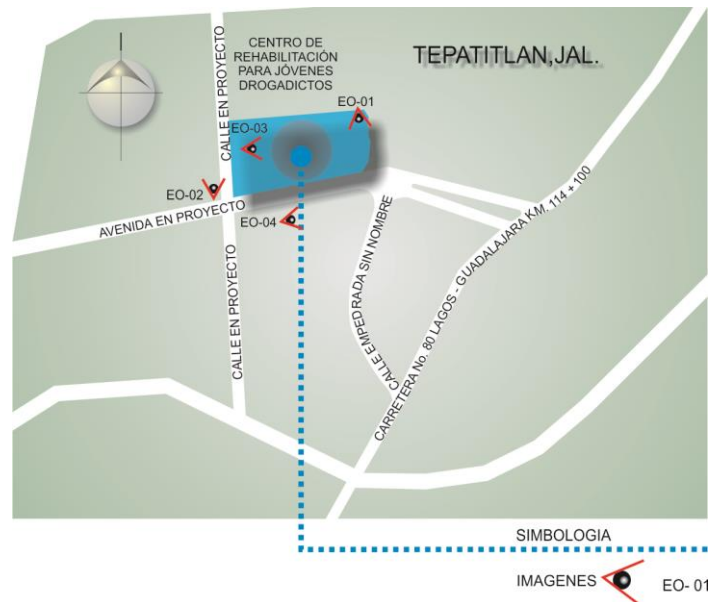 CENTRO DE
REHABILITACIÓN
PARA JÓVENES
DROGADICTOS
TEPATITLAN,JAL.
EO-01
EO-03
EO-02
EO-04
CALLE EN PROYECTO
AVENIDA EN PROYECTO
CALLE EN PROYECTO
CALLE EMPEDRADA SIN NOMBRE
CARRETERA No. 80 LAGOS - GUADALAJARA KM. 114 + 100
SIMBOLOGIA
IMAGENES
EO- 01